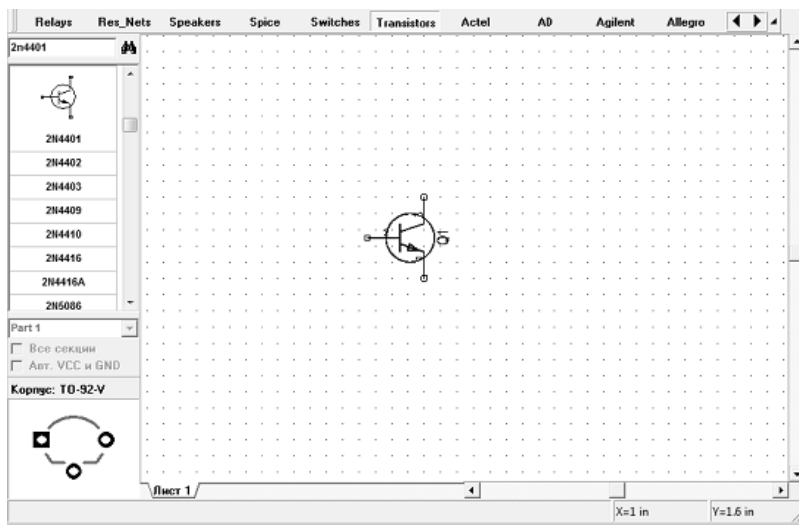 Relays Res_Nets Speakers Spice Switches Transistors Actel AD Agilent Allegro
2n4401
2N4401
2N4402
2N4403
2N4409
2N4410
2N4416
2N4416A
2N5086
Part 1
Все секции
Авт. VCC и GND
Корпус: TO-92-V
Q1
Лист 1
X=1 in Y=1.6 in